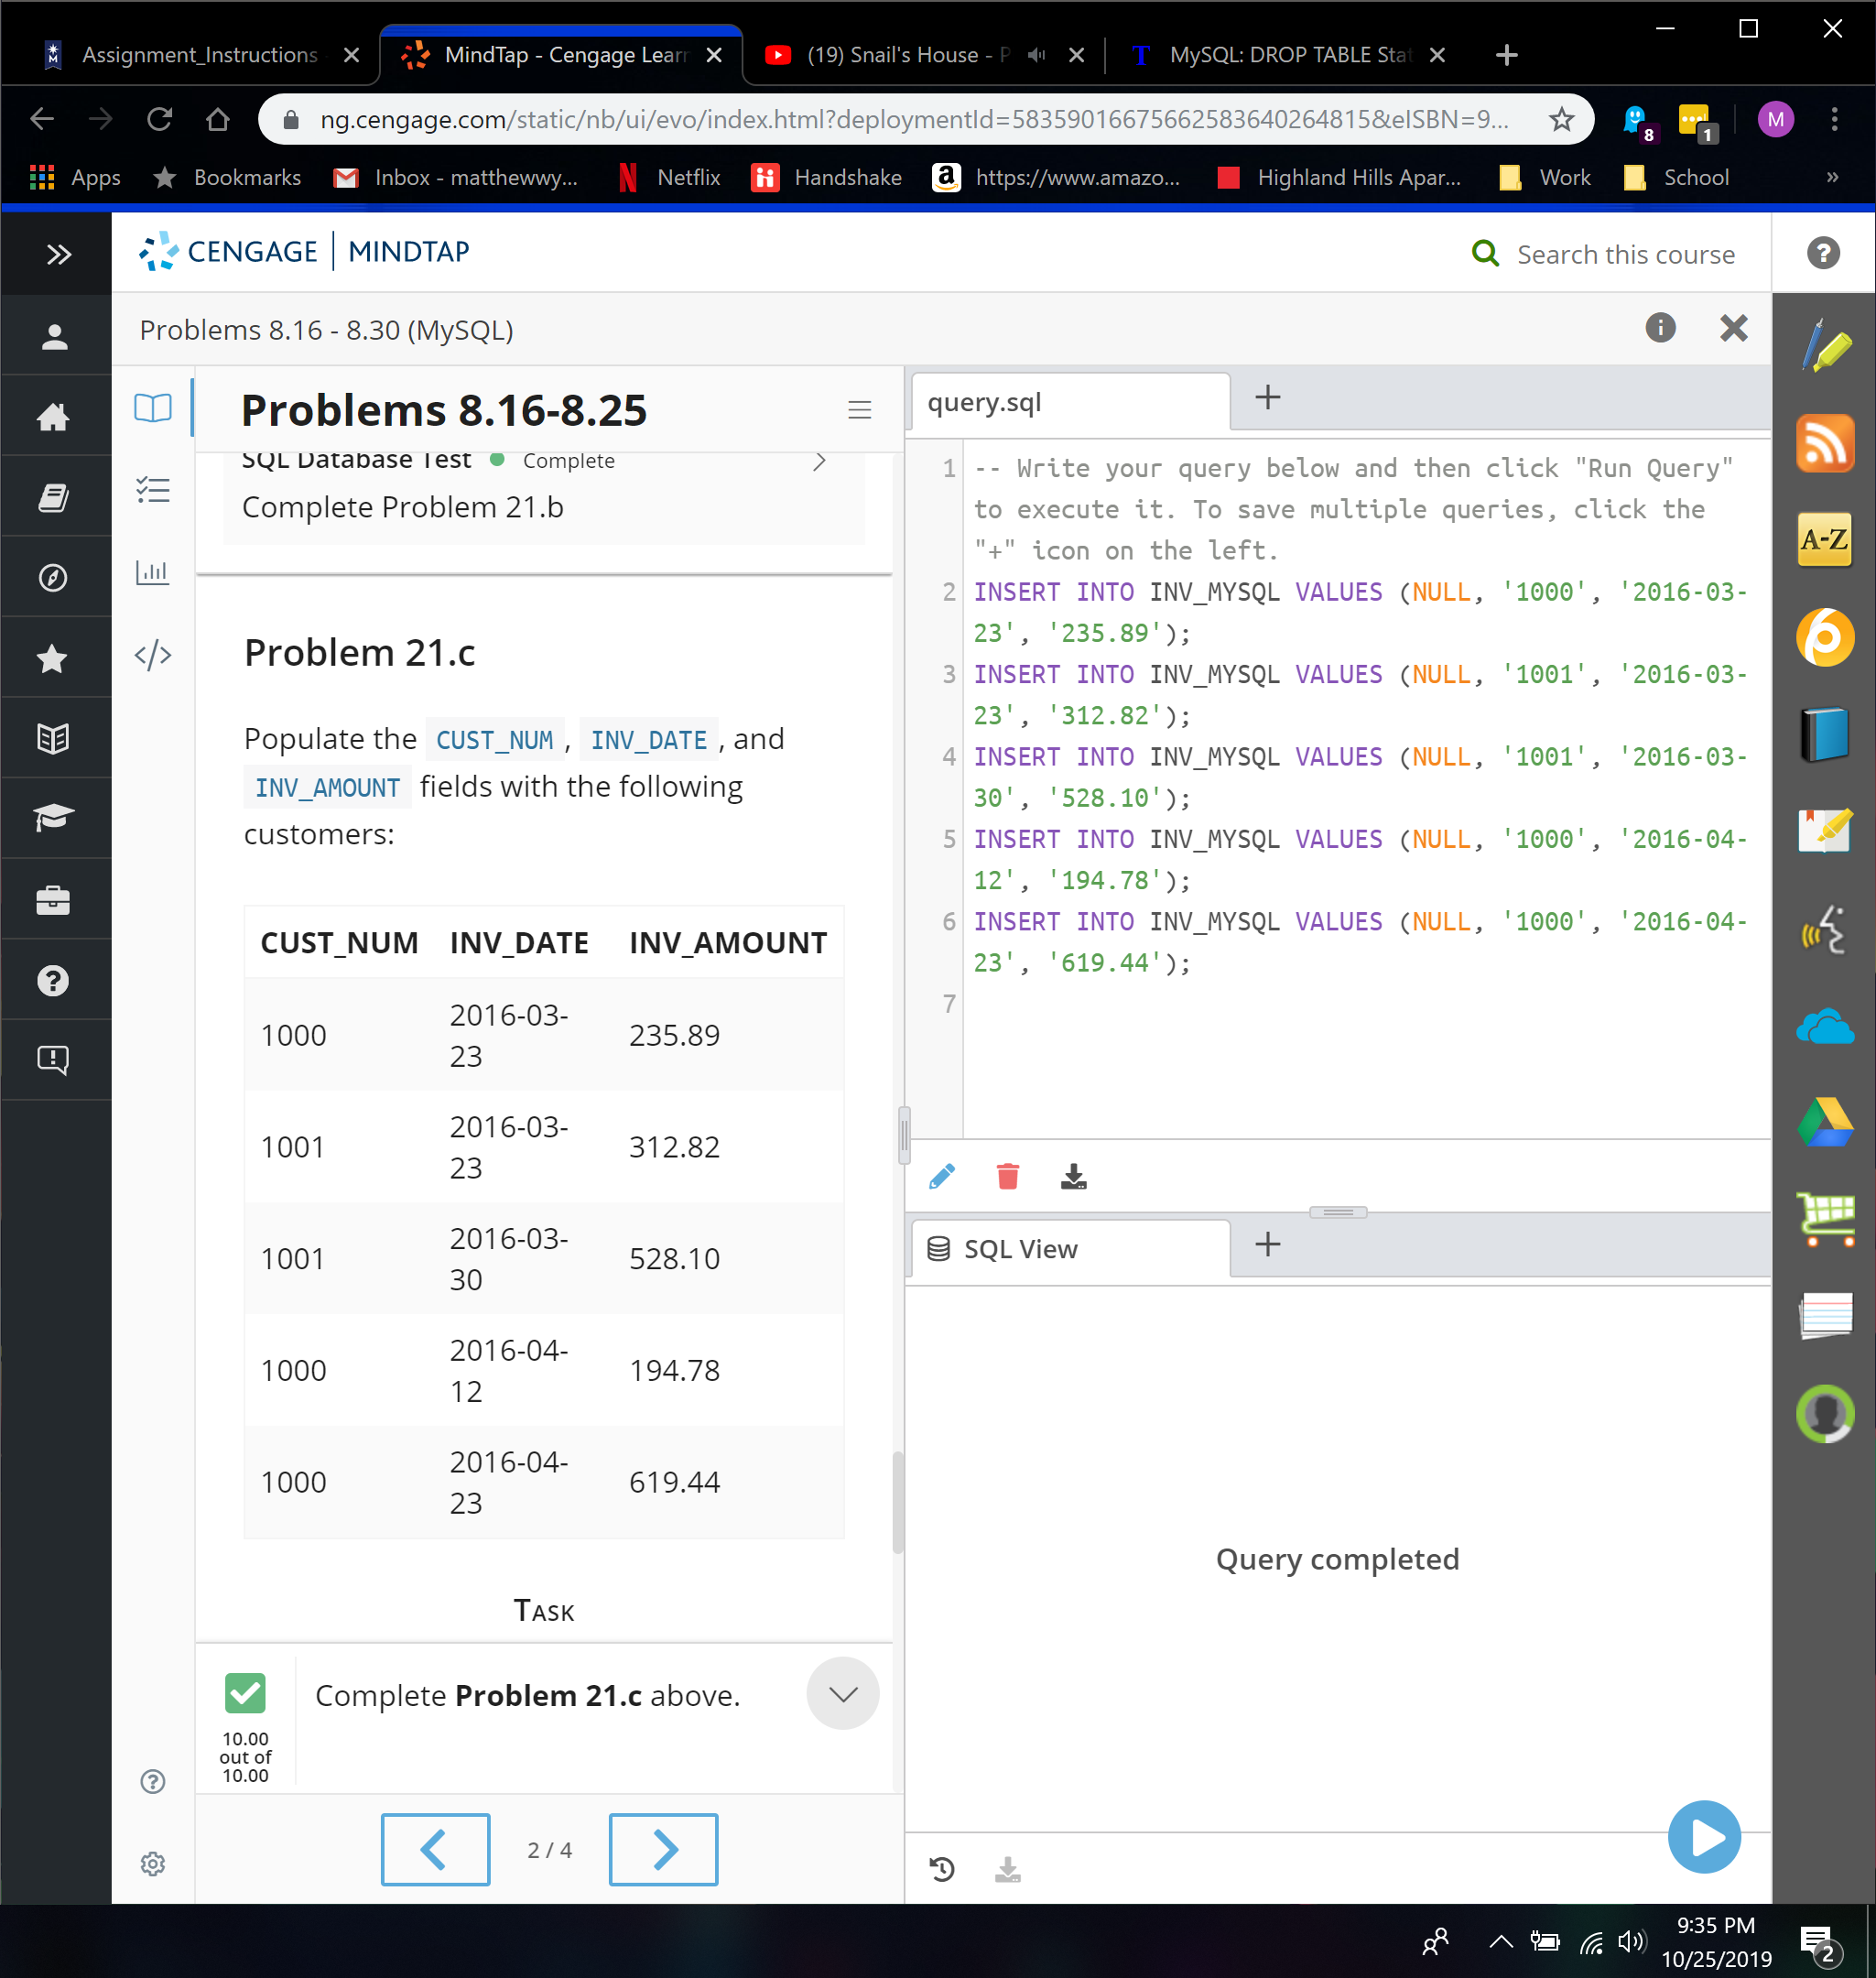 Assignment_Instructions
MindTap - Cengage Lear
(19) Snail's House - P
MySQL: DROP TABLE Stat
ng.cengage.com/static/nb/ui/evo/index.html?deploymentId=58359016675662583640264815&eISBN=9...
8
1
M
Apps
Bookmarks
Inbox - matthewwy...
Netflix
Handshake
https://www.amazo...
Highland Hills Apar...
Work
School
»
CENGAGE | MINDTAP
Search this course
Problems 8.16 - 8.30 (MySQL)
Problems 8.16-8.25
SQL Database Test
Complete
Complete Problem 21.b
Problem 21.c
Populate the CUST_NUM , INV_DATE , and
INV_AMOUNT fields with the following
customers:
CUST_NUM INV_DATE INV_AMOUNT
1000 2016-03-23 235.89
1001 2016-03-23 312.82
1001 2016-03-30 528.10
1000 2016-04-12 194.78
1000 2016-04-23 619.44
TASK
Complete Problem 21.c above.
10.00
out of
10.00
2 / 4
query.sql
1 -- Write your query below and then click "Run Query"
to execute it. To save multiple queries, click the
"+" icon on the left.
2 INSERT INTO INV_MYSQL VALUES (NULL, '1000', '2016-03-
23', '235.89');
3 INSERT INTO INV_MYSQL VALUES (NULL, '1001', '2016-03-
23', '312.82');
4 INSERT INTO INV_MYSQL VALUES (NULL, '1001', '2016-03-
30', '528.10');
5 INSERT INTO INV_MYSQL VALUES (NULL, '1000', '2016-04-
12', '194.78');
6 INSERT INTO INV_MYSQL VALUES (NULL, '1000', '2016-04-
23', '619.44');
7
SQL View
Query completed
A-Z
9:35 PM
10/25/2019
2